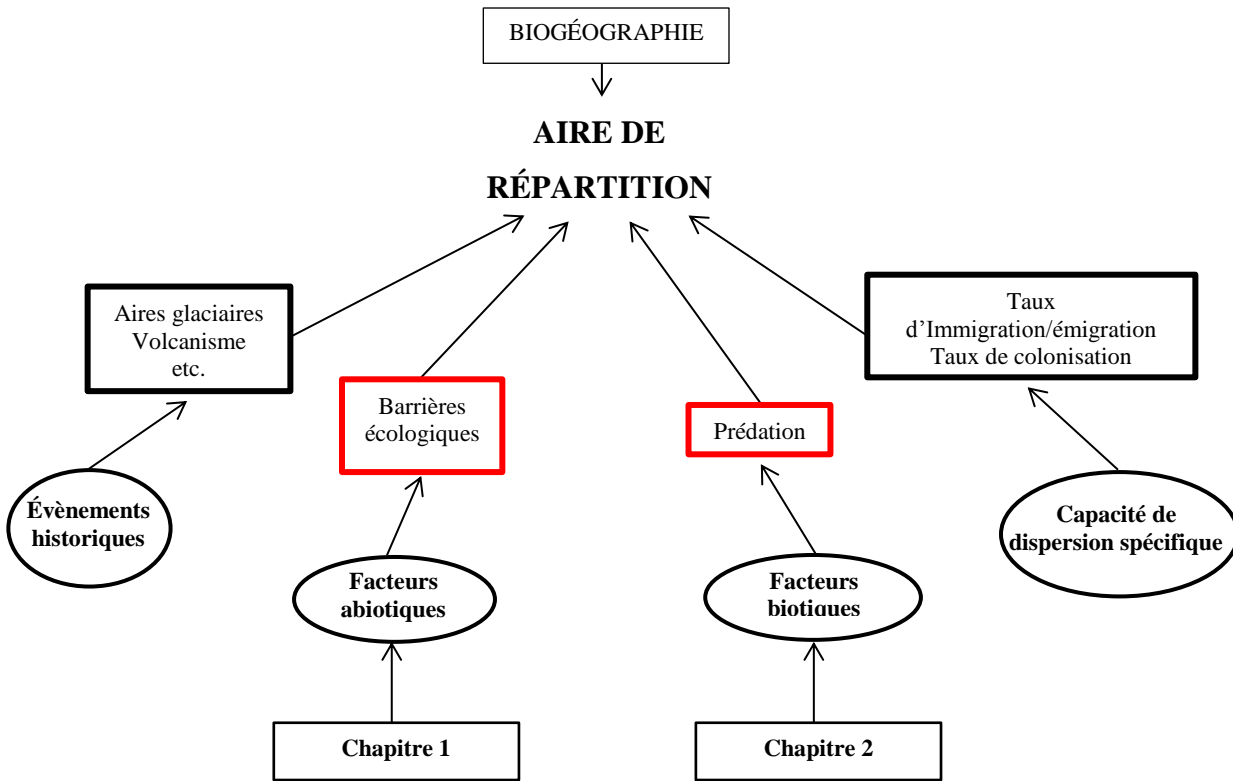 BIOGÉOGRAPHIE
AIRE DE
RÉPARTITION
Aires glaciaires
Volcanisme
etc.
Barrières
écologiques
Prédation
Taux
d’Immigration/émigration
Taux de colonisation
Évènements
historiques
Facteurs
abiotiques
Facteurs
biotiques
Capacité de
dispersion spécifique
Chapitre 1
Chapitre 2